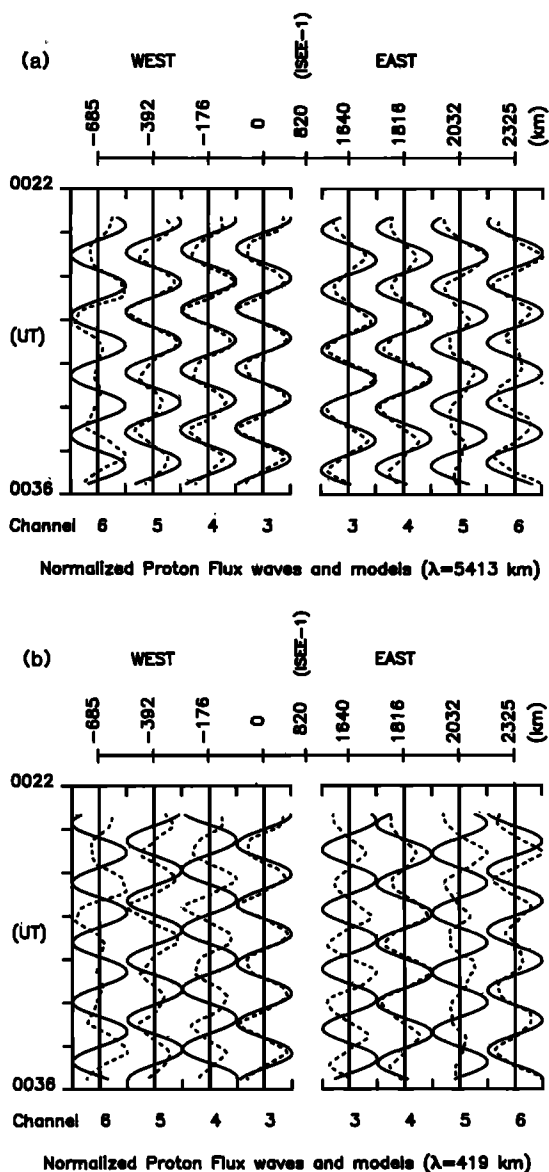 (a)
WEST
(ISEE-1)
EAST
-685 -392 -176 0 820 1640 1816 2032 2325 (km)
0022
(UT)
0036
Channel 6 5 4 3 3 4 5 6
Normalized Proton Flux waves and models (λ=5413 km)
(b)
WEST
(ISEE-1)
EAST
-685 -392 -176 0 820 1640 1816 2032 2325 (km)
0022
(UT)
0036
Channel 6 5 4 3 3 4 5 6
Normalized Proton Flux waves and models (λ=419 km)